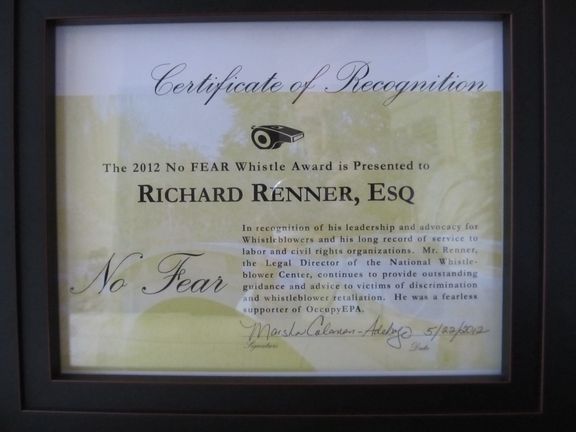 Certificate of Recognition
The 2012 No FEAR Whistle Award is Presented to
RICHARD RENNER, ESQ
In recognition of his leadership and advocacy for
Whistleblowers and his long record of service to
labor and civil rights organizations. Mr. Renner,
the Legal Director of the National Whistle-
blower Center, continues to provide outstanding
guidance and advice to victims of discrimination
and whistleblower retaliation. He was a fearless
supporter of OccupyEPA.
No Fear
Marsha Coleman-Adebayo 5/22/2012
Signature Date